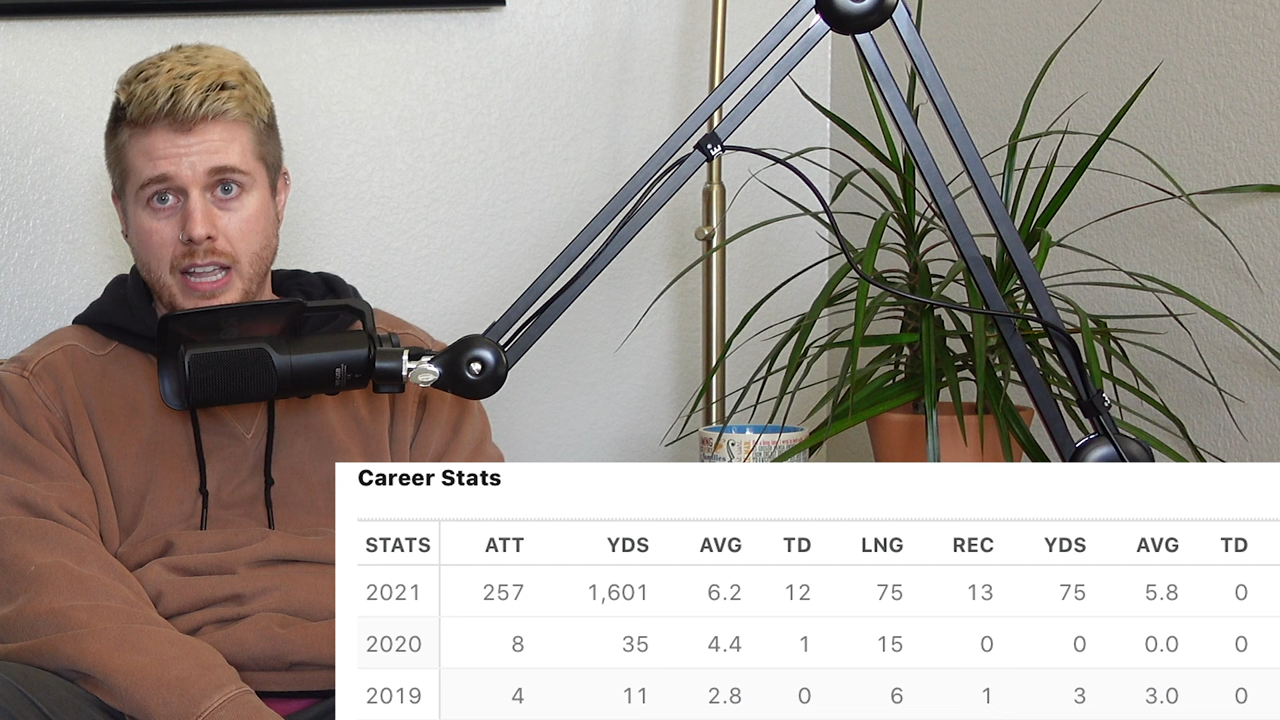 Career Stats
STATS ATT YDS AVG TD LNG REC YDS AVG TD
2021 257 1,601 6.2 12 75 13 75 5.8 0
2020 8 35 4.4 1 15 0 0 0.0 0
2019 4 11 2.8 0 6 1 3 3.0 0